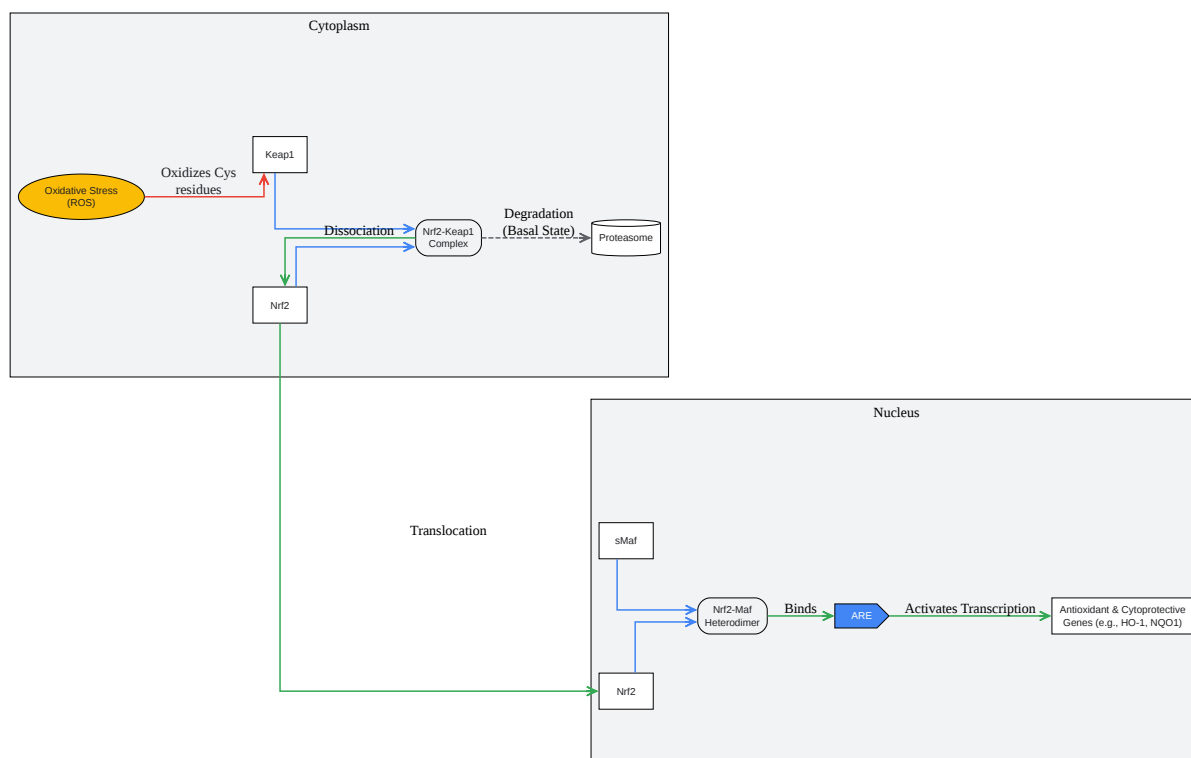 Cytoplasm
Keap1
Oxidizes Cys
residues
Oxidative Stress
(ROS)
Dissociation
Nrf2-Keap1
Complex
Degradation
(Basal State)
Proteasome
Nrf2
Nucleus
Translocation
sMaf
Nrf2-Maf
Heterodimer
Binds
ARE
Activates Transcription
Antioxidant & Cytoprotective
Genes (e.g., HO-1, NQO1)
Nrf2